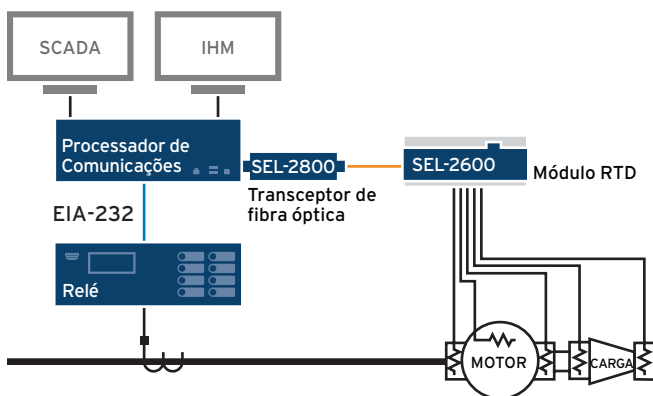 SCADA
IHM
Processador de
Comunicações
SEL-2800
SEL-2600
Módulo RTD
Transceptor de
fibra óptica
EIA-232
Relé
MOTOR
CARGA